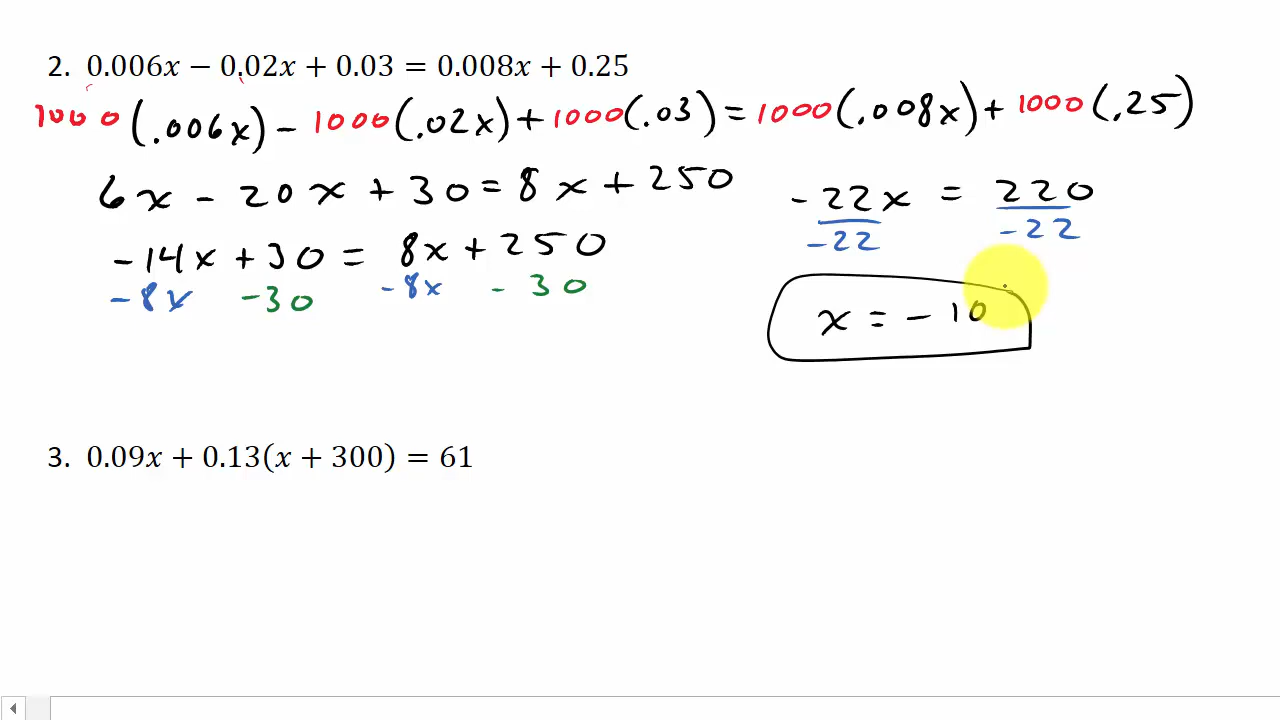 2. 0.006x − 0.02x + 0.03 = 0.008x + 0.25
1000(.006x) − 1000(.02x) + 1000(.03) = 1000(.008x) + 1000(.25)
6x − 20x + 30 = 8x + 250
−14x + 30 = 8x + 250
−8x −30 −8x − 30
−22x = 220
−22 −22
x = −10
3. 0.09x + 0.13(x + 300) = 61